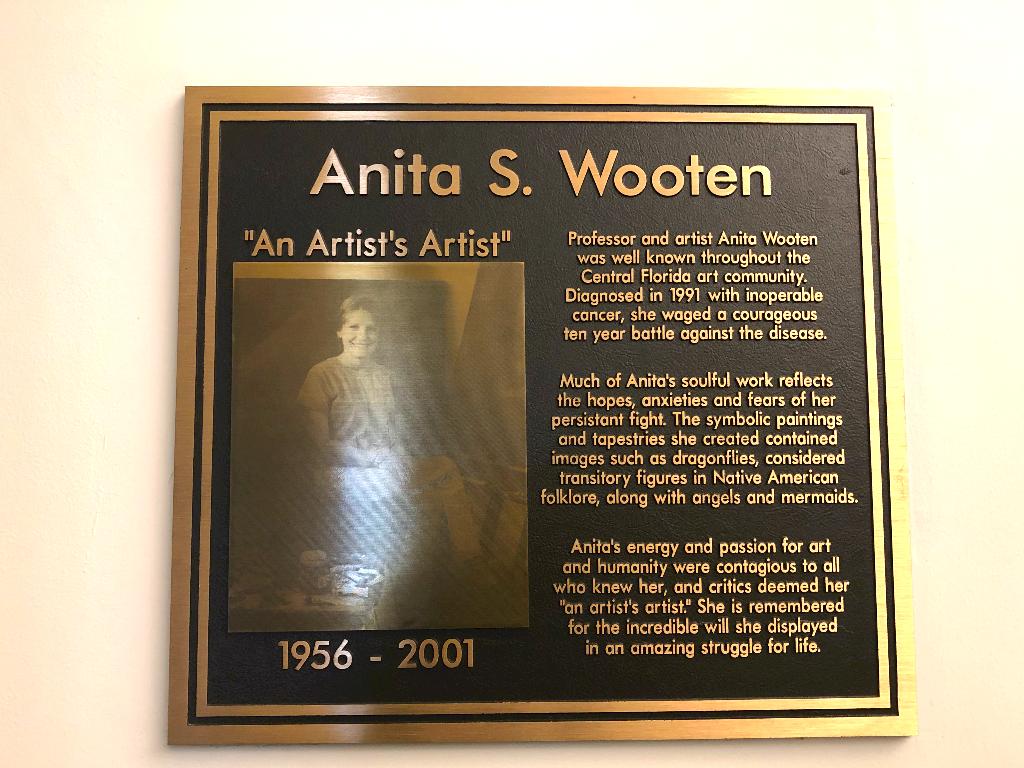 Anita S. Wooten
"An Artist's Artist"
1956 - 2001
Professor and artist Anita Wooten
was well known throughout the
Central Florida art community.
Diagnosed in 1991 with inoperable
cancer, she waged a courageous
ten year battle against the disease.
Much of Anita's soulful work reflects
the hopes, anxieties and fears of her
persistant fight. The symbolic paintings
and tapestries she created contained
images such as dragonflies, considered
transitory figures in Native American
folklore, along with angels and mermaids.
Anita's energy and passion for art
and humanity were contagious to all
who knew her, and critics deemed her
"an artist's artist." She is remembered
for the incredible will she displayed
in an amazing struggle for life.